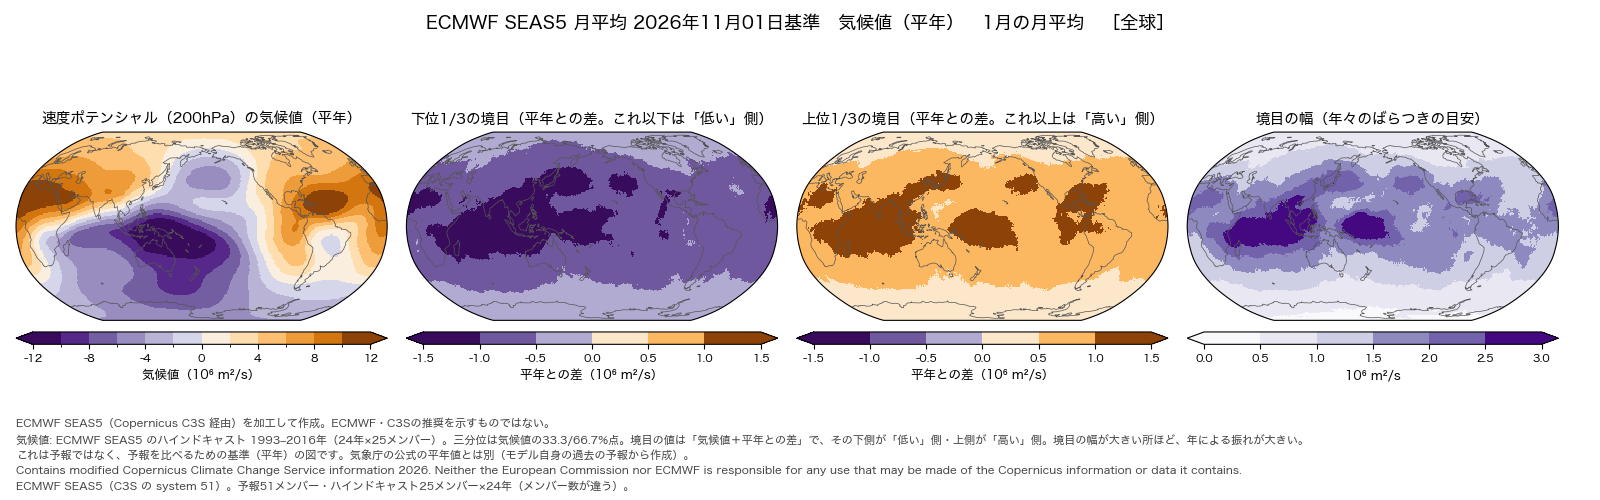 ECMWF SEAS5 月平均 2026年11月01日基準　気候値（平年）　1月の月平均　［全球］
速度ポテンシャル（200hPa）の気候値（平年）
下位1/3の境目（平年との差。これ以下は「低い」側）
上位1/3の境目（平年との差。これ以上は「高い」側）
境目の幅（年々のばらつきの目安）
-12 -8 -4 0 4 8 12
-1.5 -1.0 -0.5 0.0 0.5 1.0 1.5
-1.5 -1.0 -0.5 0.0 0.5 1.0 1.5
0.0 0.5 1.0 1.5 2.0 2.5 3.0
気候値（10⁶ m²/s）
平年との差（10⁶ m²/s）
平年との差（10⁶ m²/s）
10⁶ m²/s
ECMWF SEAS5（Copernicus C3S 経由）を加工して作成。ECMWF・C3Sの推奨を示すものではない。
気候値: ECMWF SEAS5 のハインドキャスト 1993–2016年（24年×25メンバー）。三分位は気候値の33.3/66.7%点。境目の値は「気候値＋平年との差」で、その下側が「低い」側・上側が「高い」側。境目の幅が大きい所ほど、年による振れが大きい。
これは予報ではなく、予報を比べるための基準（平年）の図です。気象庁の公式の平年値とは別（モデル自身の過去の予報から作成）。
Contains modified Copernicus Climate Change Service information 2026. Neither the European Commission nor ECMWF is responsible for any use that may be made of the Copernicus information or data it contains.
ECMWF SEAS5（C3S の system 51）。予報51メンバー・ハインドキャスト25メンバー×24年（メンバー数が違う）。